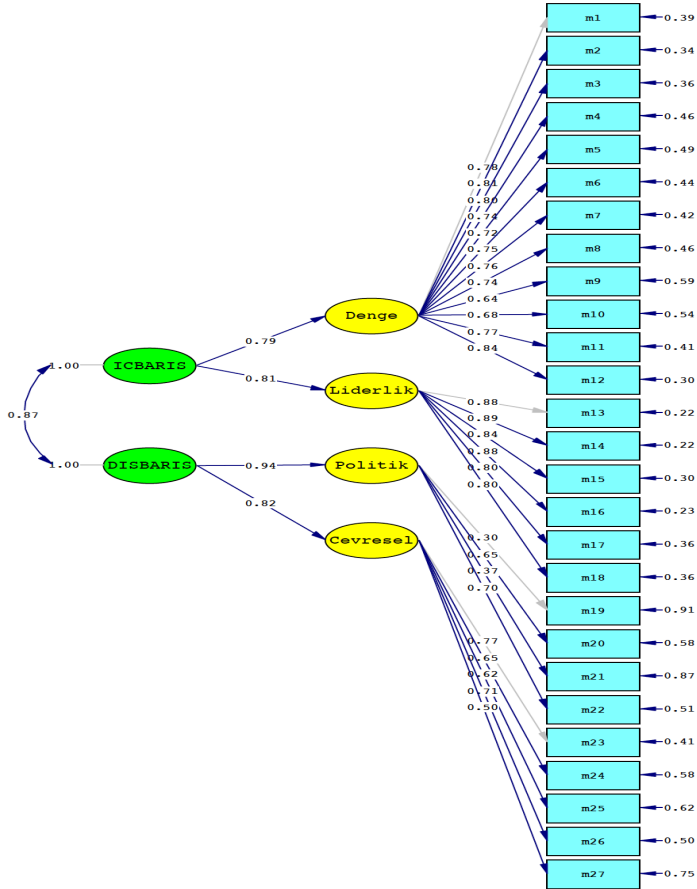 m1 0.39
m2 0.34
m3 0.36
m4 0.46
m5 0.49
0.78
0.81
m6 0.44
0.80
m7 0.42
0.74
0.72
m8 0.46
0.75
0.76
m9 0.59
0.74
0.64
Denge m10 0.54
0.68
0.79 0.77 m11 0.41
0.84
1.00 ICBARIS m12 0.30
0.81 Liderlik
0.88 m13 0.22
0.87
0.89
0.84 m14 0.22
0.88
1.00 DISBARIS 0.94 Politik 0.80
0.80 m15 0.30
0.82
m16 0.23
Cevresel 0.30 m17 0.36
0.65
0.37 m18 0.36
0.70
m19 0.91
0.77 m20 0.58
0.65
0.62 m21 0.87
0.71
0.50 m22 0.51
m23 0.41
m24 0.58
m25 0.62
m26 0.50
m27 0.75